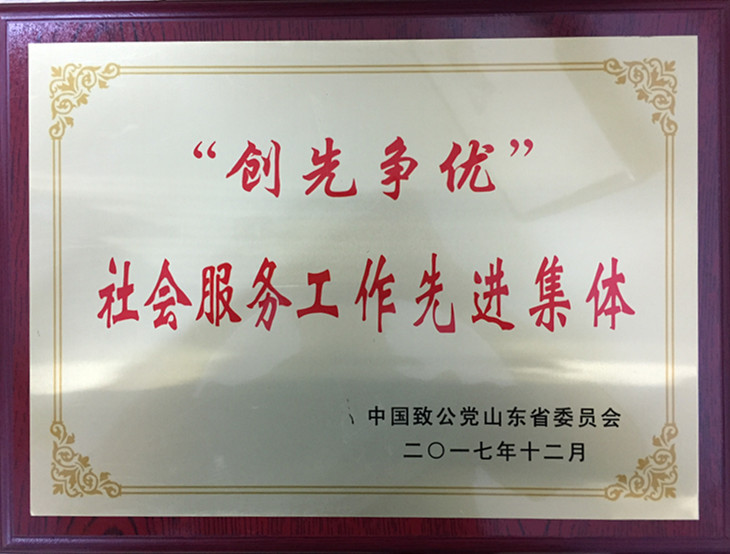 “创先争优”
社会服务工作先进集体
中国致公党山东省委员会
二〇一七年十二月